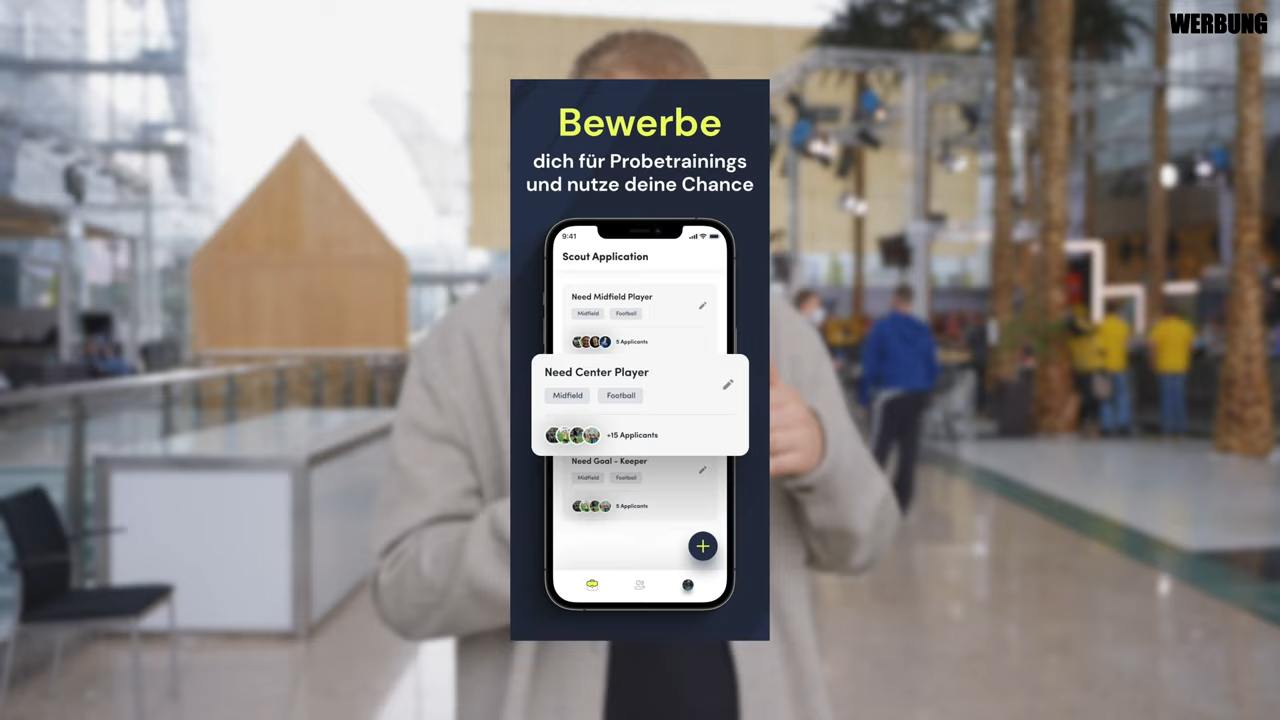 WERBUNG
Bewerbe
dich für Probetrainings
und nutze deine Chance
9:41
Scout Application
Need Midfield Player
Midfield Football
5 Applicants
Need Center Player
Midfield Football
+15 Applicants
Need Goal - Keeper
Midfield Football
5 Applicants